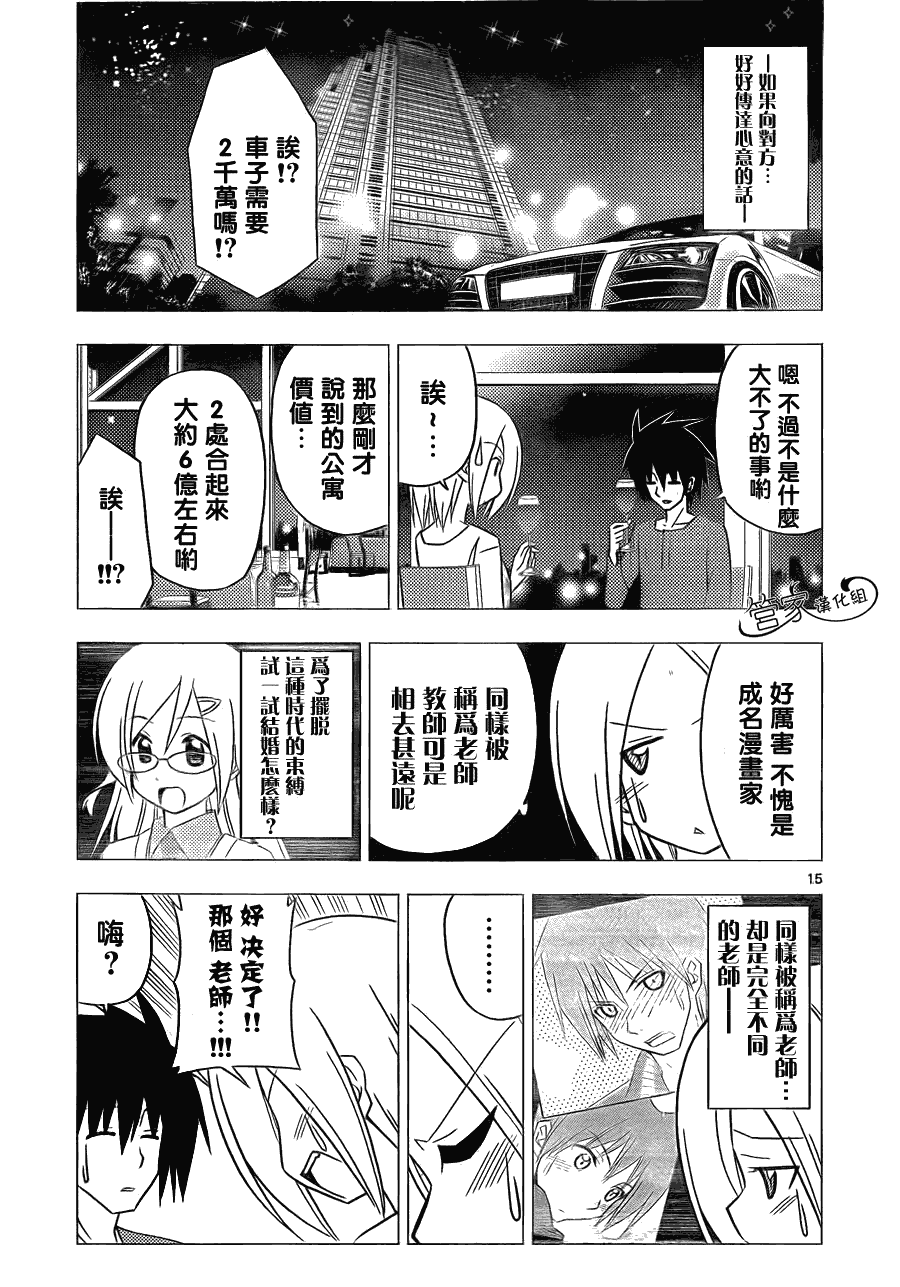 ―如果向對方…
好好傳達心意的話―
誒!?
車子需要
2千萬嗎!?
嗯 不過不是什麼
大不了的事喲
誒~…
那麼剛才
說到的公寓
價值…
2處合起來
大約6億左右喲
誒――!!?
管家漢化組
好厲害 不愧是
成名漫畫家
同樣被
稱爲老師
教師可是
相去甚遠呢
爲了擺脱
這種時代的束縛
試一試結婚怎麼樣?
15
同樣被稱爲老師…
却是完全不同
的老師――
………
好 決定了!!
那個 老師…!!!
嗨?